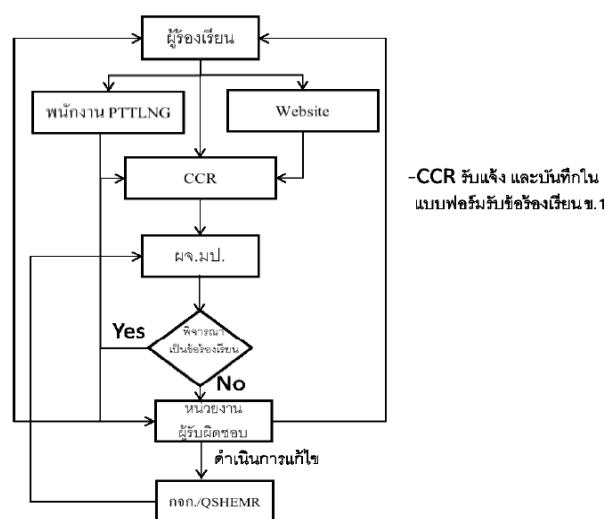 ผู้ร้องเรียน
พนักงาน PTTLNG
Website
CCR
-CCR รับแจ้ง และบันทึกใน
แบบฟอร์มรับข้อร้องเรียน ข.1
ผจ.มป.
Yes
พิจารณา
เป็นข้อร้องเรียน
No
หน่วยงาน
ผู้รับผิดชอบ
ดำเนินการแก้ไข
กจก./QSHEMR